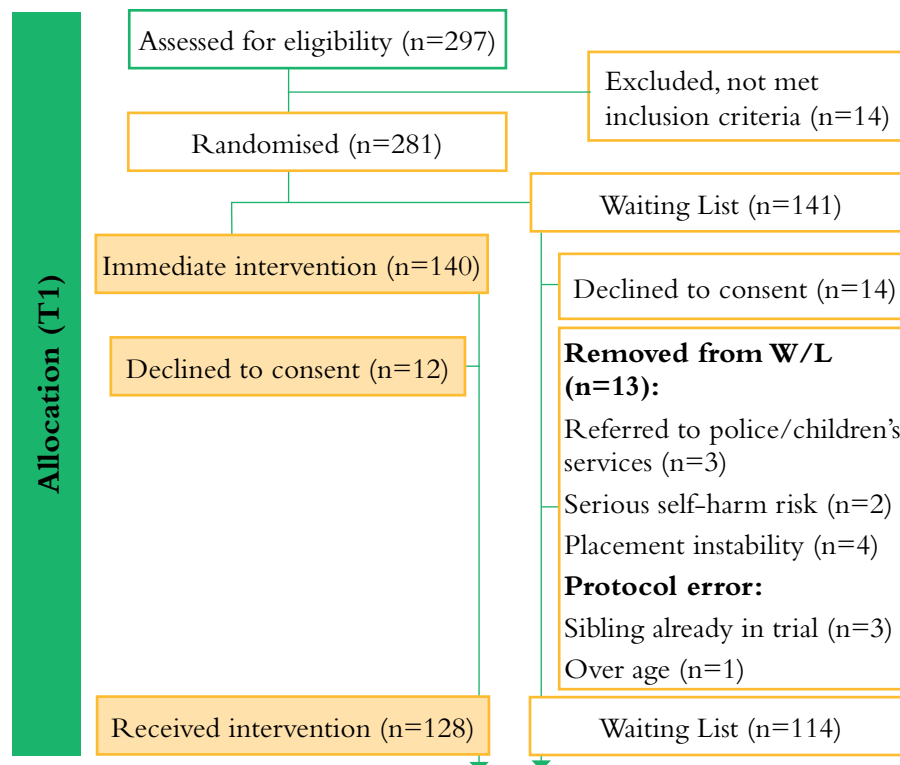 Allocation (T1)
Assessed for eligibility (n=297)
Excluded, not met
inclusion criteria (n=14)
Randomised (n=281)
Waiting List (n=141)
Immediate intervention (n=140)
Declined to consent (n=14)
Declined to consent (n=12)
Removed from W/L
(n=13):
Referred to police/children’s
services (n=3)
Serious self-harm risk (n=2)
Placement instability (n=4)
Protocol error:
Sibling already in trial (n=3)
Over age (n=1)
Received intervention (n=128)
Waiting List (n=114)